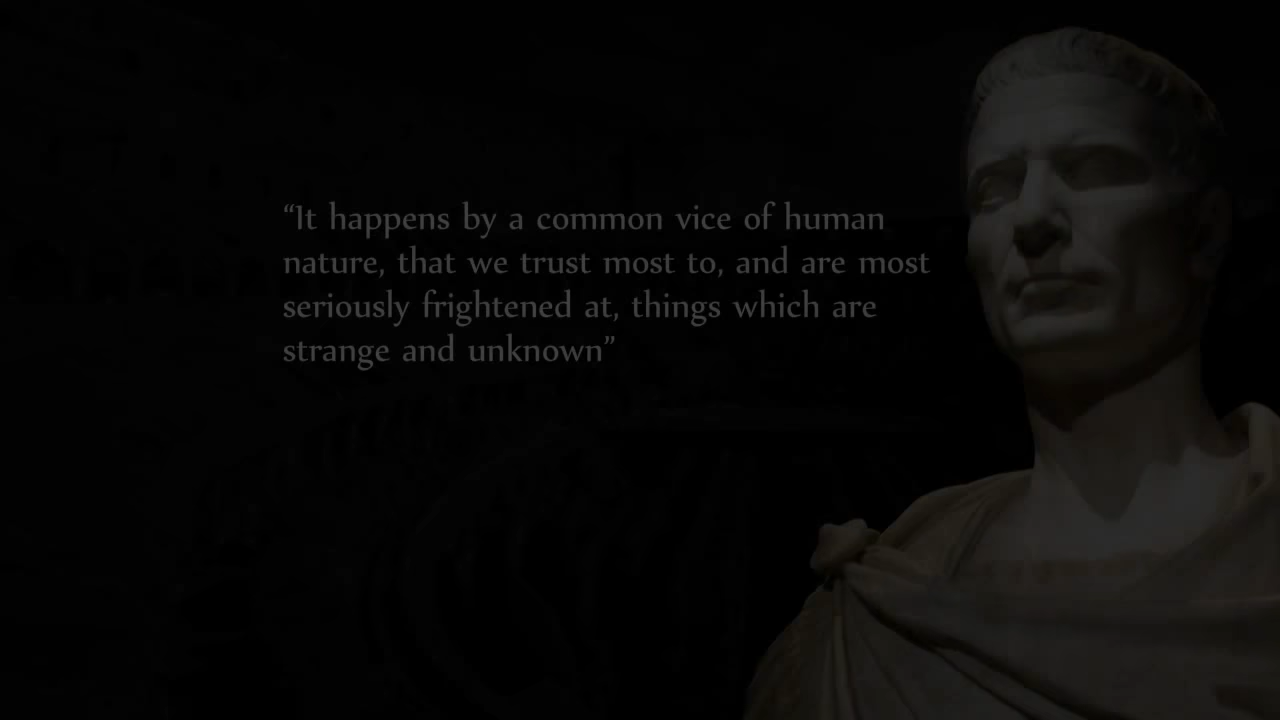 “It happens by a common vice of human
nature, that we trust most to, and are most
seriously frightened at, things which are
strange and unknown”